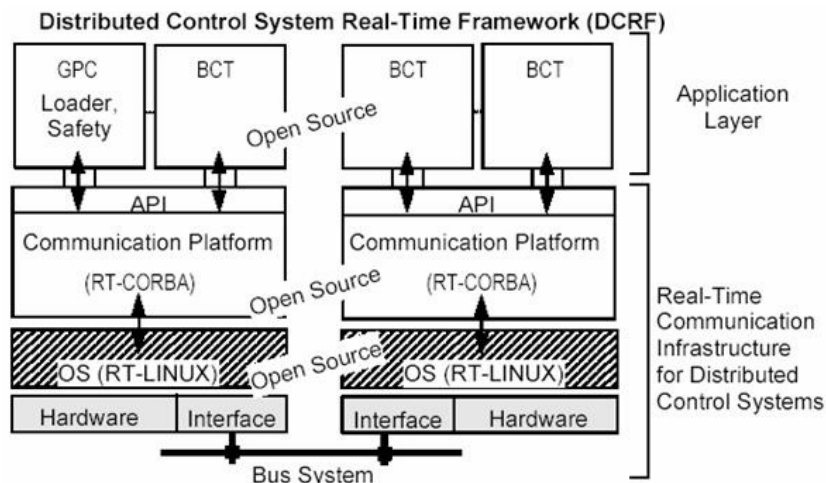 Distributed Control System Real-Time Framework (DCRF)
GPC
Loader,
Safety
BCT
Open Source
BCT
BCT
Application
Layer
API
Communication Platform
(RT-CORBA)
API
Communication Platform
(RT-CORBA)
Open Source
Real-Time
Communication
Infrastructure
for Distributed
Control Systems
OS (RT-LINUX)
Open Source
OS (RT-LINUX)
Hardware
Interface
Interface
Hardware
Bus System